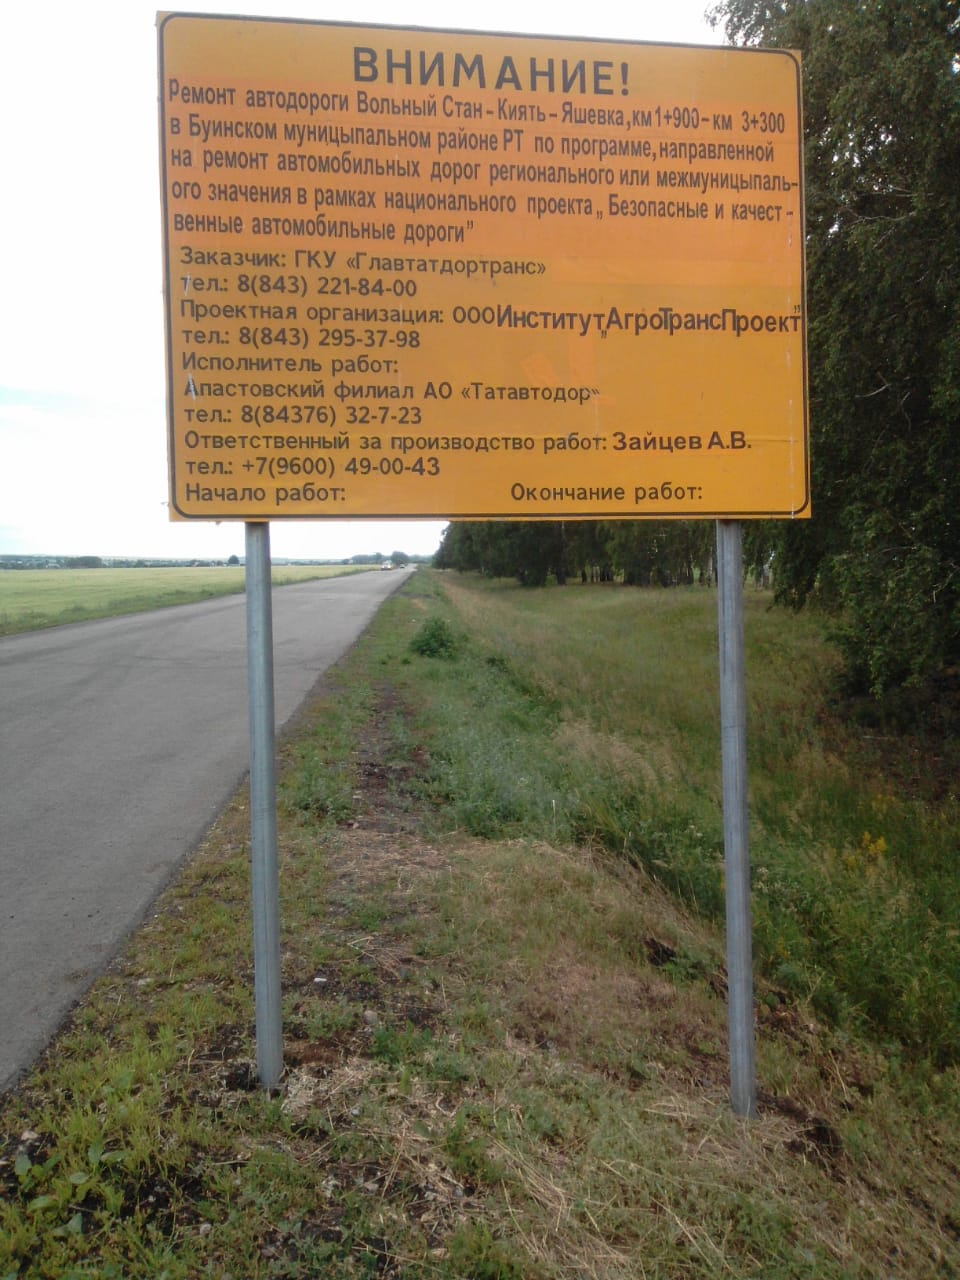 ВНИМАНИЕ!
Ремонт автодороги Вольный Стан - Киять - Яшевка, км 1+900 - км 3+300
в Буинском муницыпальном районе РТ по программе, направленной
на ремонт автомобильных дорог регионального или межмуницыпаль-
ого значения в рамках национального проекта „Безопасные и качест-
венные автомобильные дороги"
Заказчик: ГКУ «Главтатдортранс»
тел.: 8(843) 221-84-00
Проектная организация: ООО Институт „АгроТрансПроект"
тел.: 8(843) 295-37-98
Исполнитель работ:
Апастовский филиал АО «Татавтодор»
тел.: 8(84376) 32-7-23
Ответственный за производство работ: Зайцев А.В.
тел.: +7(9600) 49-00-43
Начало работ: Окончание работ: